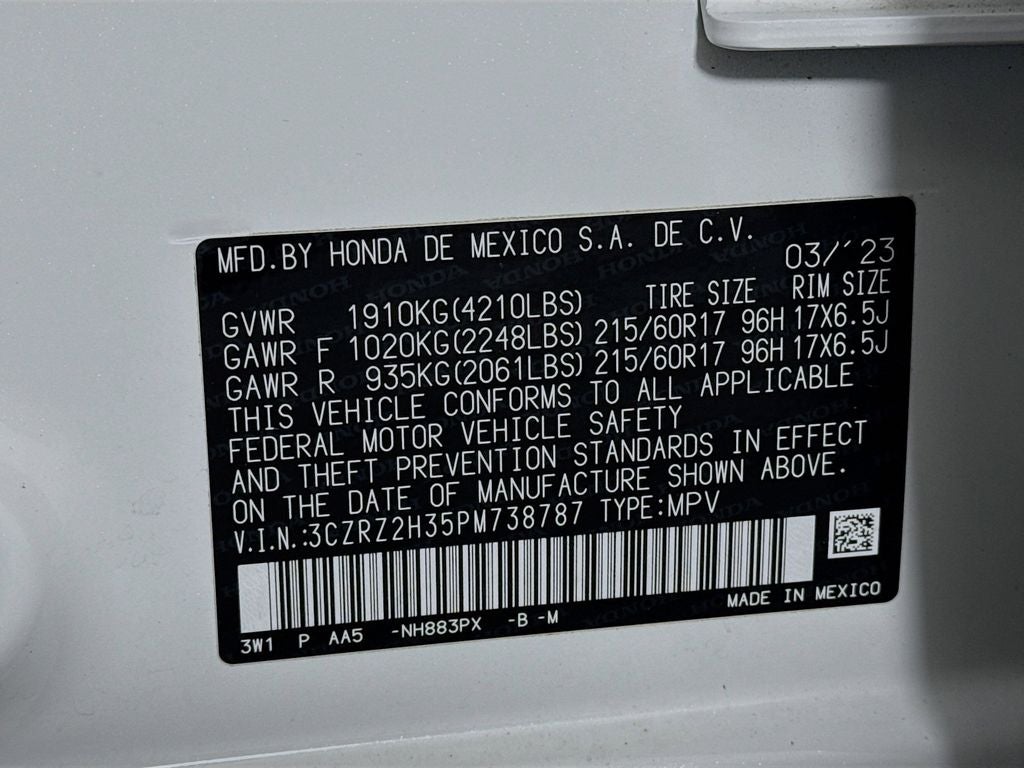 MFD.BY HONDA DE MEXICO S.A. DE C.V.
03/´23
TIRE SIZE RIM SIZE
GVWR 1910KG(4210LBS)
GAWR F 1020KG(2248LBS) 215/60R17 96H 17X6.5J
GAWR R 935KG(2061LBS) 215/60R17 96H 17X6.5J
THIS VEHICLE CONFORMS TO ALL APPLICABLE
FEDERAL MOTOR VEHICLE SAFETY
AND THEFT PREVENTION STANDARDS IN EFFECT
ON THE DATE OF MANUFACTURE SHOWN ABOVE.
V.I.N.:3CZRZ2H35PM738787 TYPE:MPV
MADE IN MEXICO
3W1 P AA5 -NH883PX -B -M